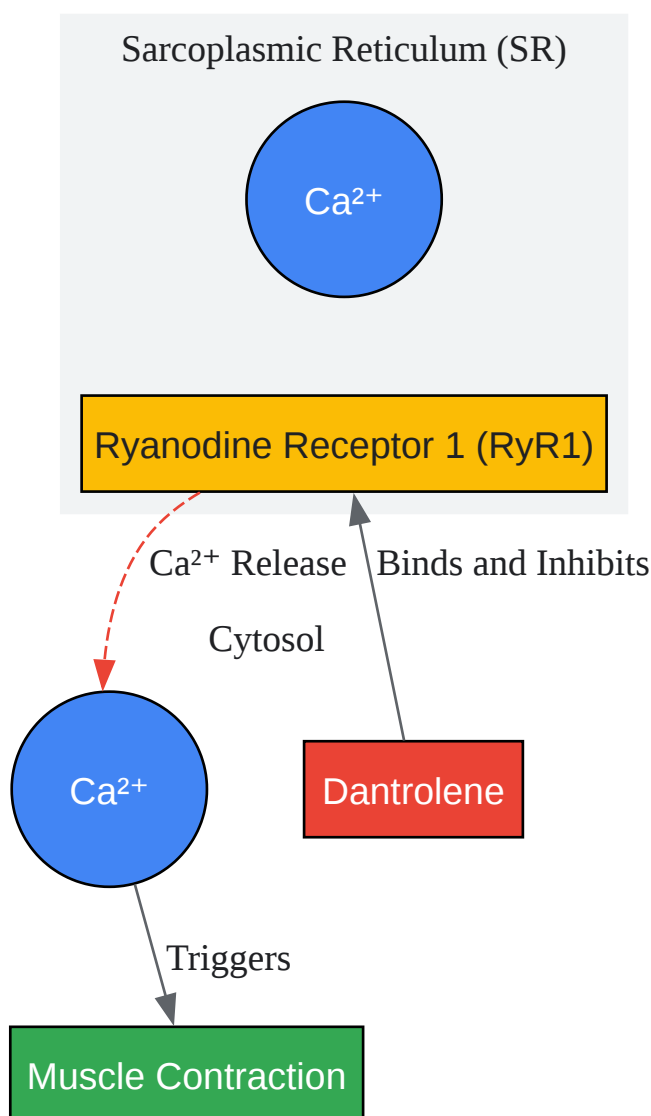 Sarcoplasmic Reticulum (SR)
Ca²⁺
Ryanodine Receptor 1 (RyR1)
Ca²⁺ Release
Binds and Inhibits
Cytosol
Ca²⁺
Dantrolene
Triggers
Muscle Contraction